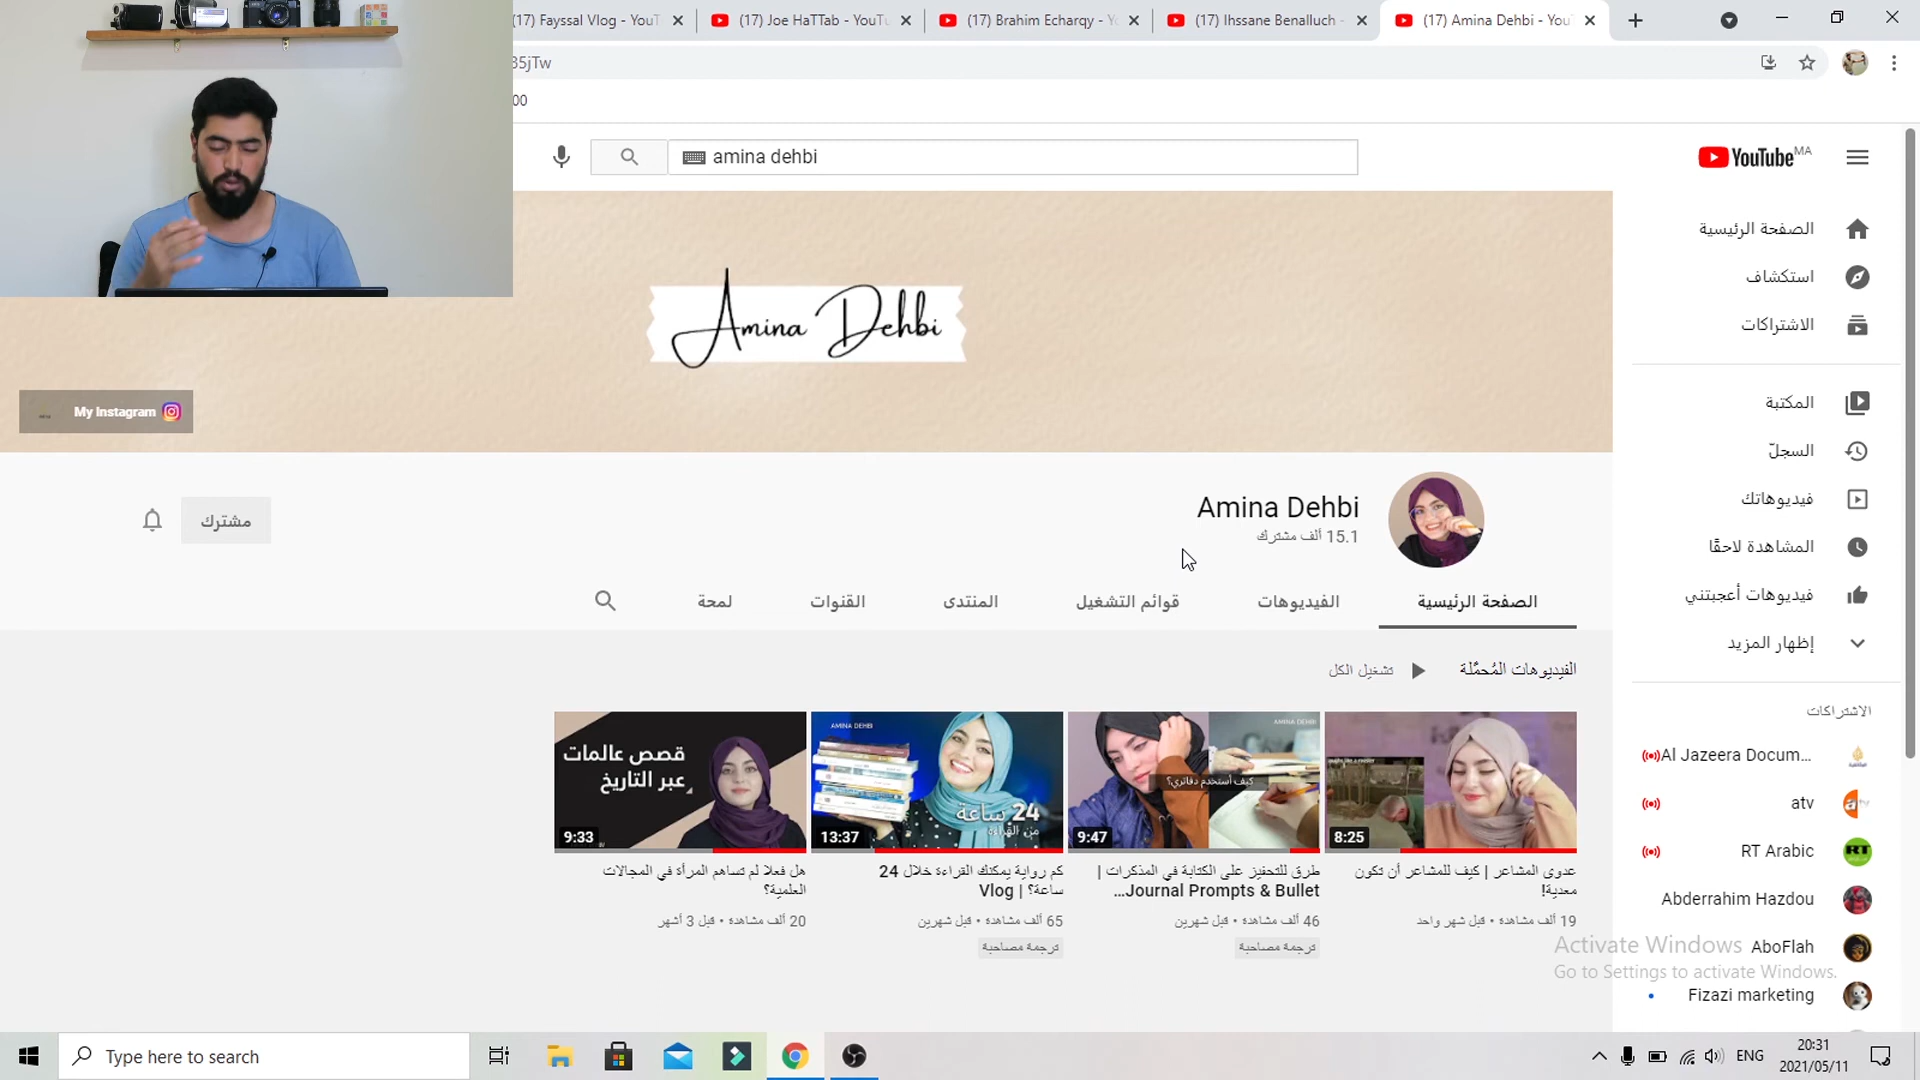 (17) Fayssal Vlog - YouT
(17) Joe HaTTab - YouTu
(17) Brahim Echarqy - Yo
(17) Ihssane Benalluch -
(17) Amina Dehbi - You
35jTw
00
amina dehbi
YouTube MA
Amina Dehbi
My Instagram
الصفحة الرئيسية
استكشاف
الاشتراكات
المكتبة
السجلّ
فيديوهاتك
المشاهدة لاحقًا
فيديوهات أعجبتني
إظهار المزيد
الاشتراكات
Al Jazeera Docum...
atv
RT Arabic
Abderrahim Hazdou
AboFlah
Fizazi marketing
Amina Dehbi
15.1 ألف مشترك
مشترك
الصفحة الرئيسية
الفيديوهات
قوائم التشغيل
المنتدى
القنوات
لمحة
الفيديوهات المُحمَّلة
تشغيل الكل
8:25
عدوى المشاعر | كيف للمشاعر أن تكون
معدية!
19 ألف مشاهدة • قبل شهر واحد
AMINA DEHBI
كيف أستخدم دفاتري؟
9:47
طرق للتحفيز على الكتابة في المذكرات |
Journal Prompts & Bullet...
46 ألف مشاهدة • قبل شهرين
ترجمة مصاحبة
AMINA DEHBI
24 ساعة
من القراءة
13:37
كم رواية يمكنك القراءة خلال 24
ساعة؟ | Vlog
65 ألف مشاهدة • قبل شهرين
ترجمة مصاحبة
قصص عالمات
عبر التاريخ
9:33
هل فعلا لم تساهم المرأة في المجالات
العلمية؟
20 ألف مشاهدة • قبل 3 أشهر
Activate Windows
Go to Settings to activate Windows.
Type here to search
ENG
20:31
2021/05/11